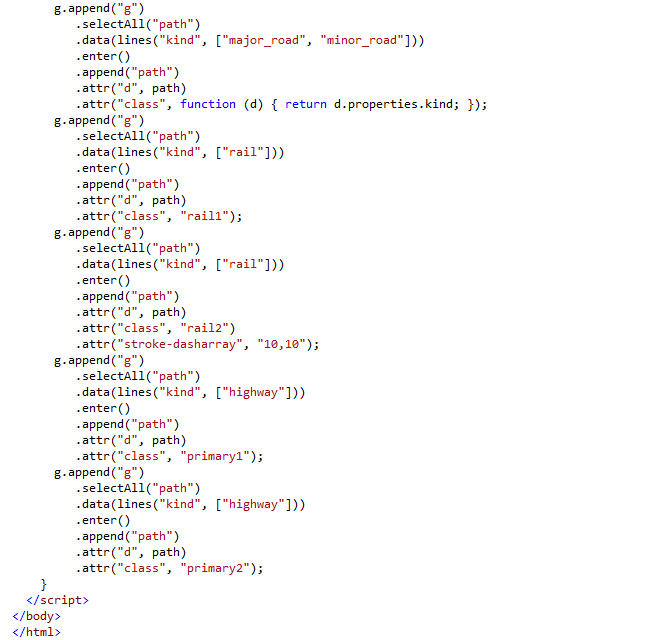 g.append("g")
.selectAll("path")
.data(lines("kind", ["major_road", "minor_road"]))
.enter()
.append("path")
.attr("d", path)
.attr("class", function (d) { return d.properties.kind; });
g.append("g")
.selectAll("path")
.data(lines("kind", ["rail"]))
.enter()
.append("path")
.attr("d", path)
.attr("class", "rail1");
g.append("g")
.selectAll("path")
.data(lines("kind", ["rail"]))
.enter()
.append("path")
.attr("d", path)
.attr("class", "rail2")
.attr("stroke-dasharray", "10,10");
g.append("g")
.selectAll("path")
.data(lines("kind", ["highway"]))
.enter()
.append("path")
.attr("d", path)
.attr("class", "primary1");
g.append("g")
.selectAll("path")
.data(lines("kind", ["highway"]))
.enter()
.append("path")
.attr("d", path)
.attr("class", "primary2");
}
</script>
</body>
</html>